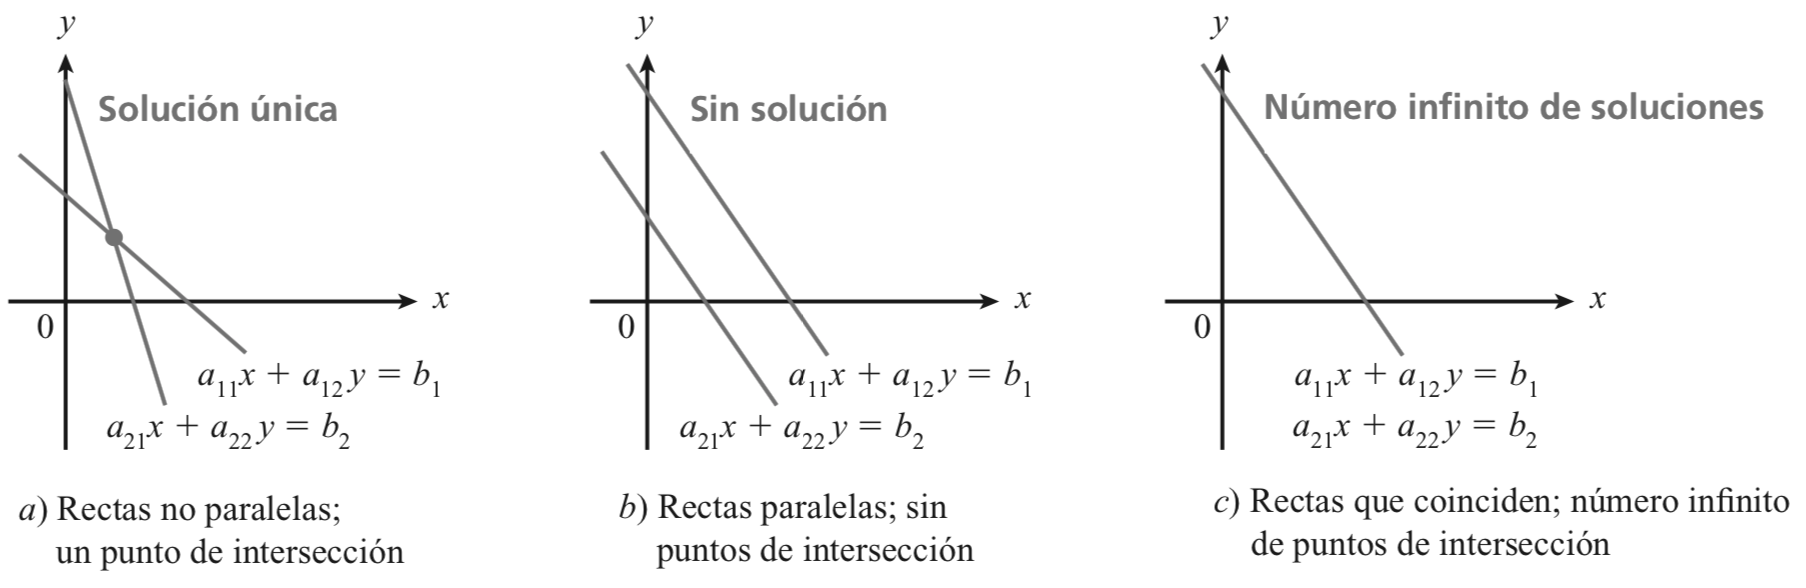 y
Solución única
x
0
a₁₁x + a₁₂y = b₁
a₂₁x + a₂₂y = b₂
a) Rectas no paralelas;
un punto de intersección
y
Sin solución
x
0
a₁₁x + a₁₂y = b₁
a₂₁x + a₂₂y = b₂
b) Rectas paralelas; sin
puntos de intersección
y
Número infinito de soluciones
x
0
a₁₁x + a₁₂y = b₁
a₂₁x + a₂₂y = b₂
c) Rectas que coinciden; número infinito
de puntos de intersección